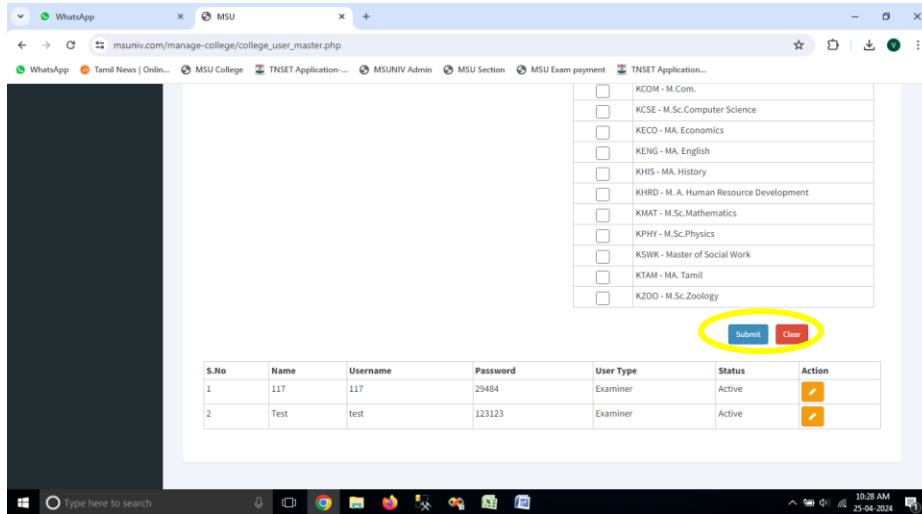 WhatsApp
MSU
msuniv.com/manage-college/college_user_master.php
WhatsApp Tamil News | Onlin... MSU College TNSET Application-... MSUNIV Admin MSU Section MSU Exam payment TNSET Application...
KCOM - M.Com.
KCSE - M.Sc.Computer Science
KECO - MA. Economics
KENG - MA. English
KHIS - MA. History
KHRD - M. A. Human Resource Development
KMAT - M.Sc.Mathematics
KPHY - M.Sc.Physics
KSWK - Master of Social Work
KTAM - MA. Tamil
KZOO - M.Sc.Zoology
Submit Clear
S.No Name Username Password User Type Status Action
1 117 117 29484 Examiner Active
2 Test test 123123 Examiner Active
Type here to search
10:28 AM
25-04-2024